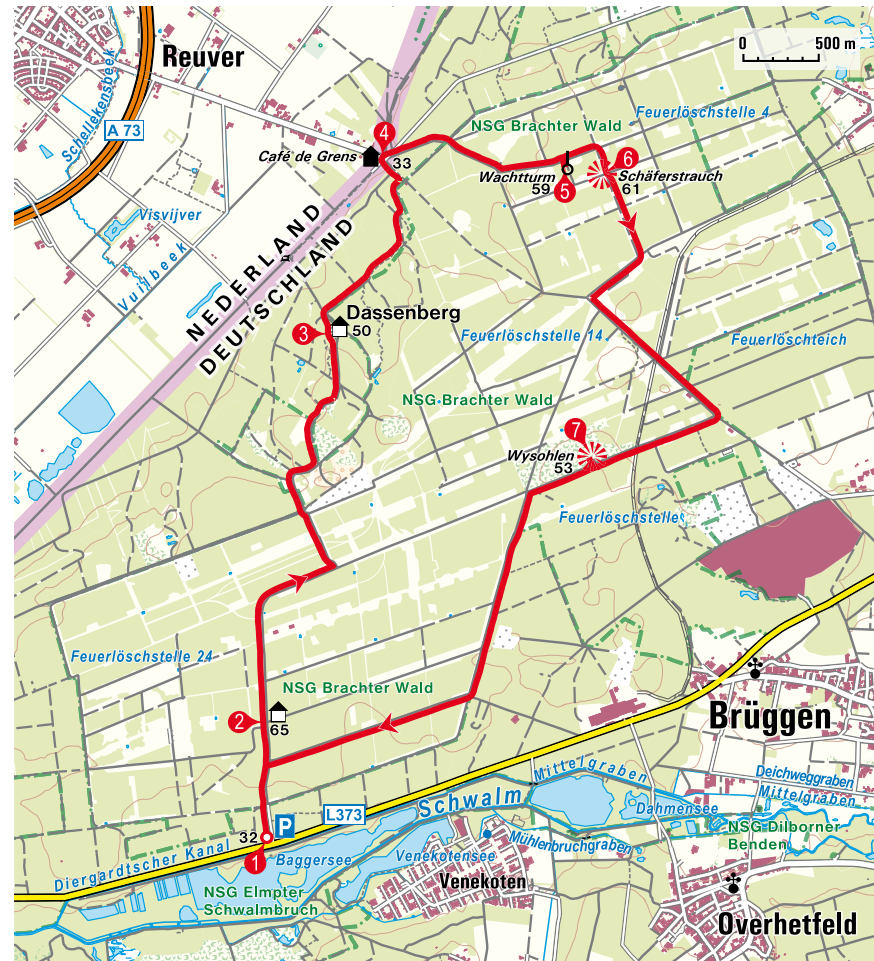 Reuver
0 500 m
A 73
Schellekensbeek
Feuerlöschstelle 4
NSG Brachter Wald
4
Café de Grens
33
6
Wachtturm
59
5
Schäferstrauch
61
Visvijver
Vuilbeek
NEDERLAND
DEUTSCHLAND
Dassenberg
3
50
Feuerlöschstelle 14
Feuerlöschteich
NSG Brachter Wald
7
Wysohlen
53
Feuerlöschstelle
Feuerlöschstelle 24
NSG Brachter Wald
2
65
Brüggen
Mittelgraben
Deichweggraben
Mittelgraben
Schwalm
L373
P
32
1
Dahmensee
NSG Dilborner
Benden
Diergardtscher Kanal
Baggersee
Venekotensee
Mühlenbruchgraben
NSG Elmpter
Schwalmbruch
Venekoten
Overhetfeld